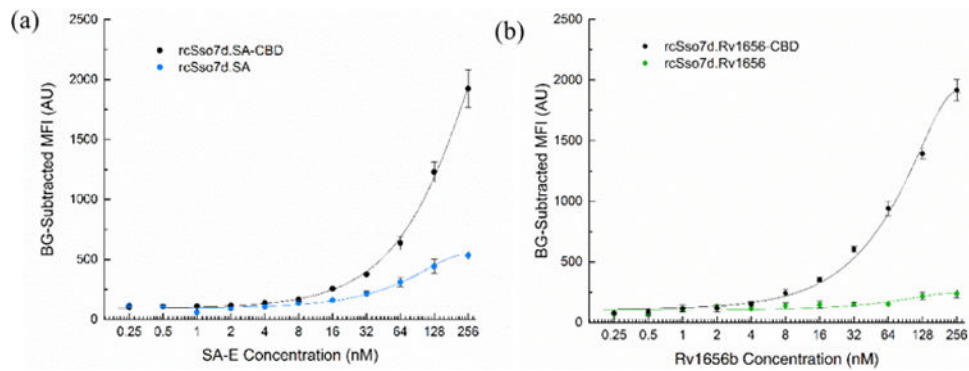 (a)
2500
2000
1500
1000
500
0
BG-Subtracted MFI (AU)
rcSso7d.SA-CBD
rcSso7d.SA
0.25 0.5 1 2 4 8 16 32 64 128 256
SA-E Concentration (nM)
(b)
2500
2000
1500
1000
500
0
BG-Subtracted MFI (AU)
rcSso7d.Rv1656-CBD
rcSso7d.Rv1656
0.25 0.5 1 2 4 8 16 32 64 128 256
Rv1656b Concentration (nM)